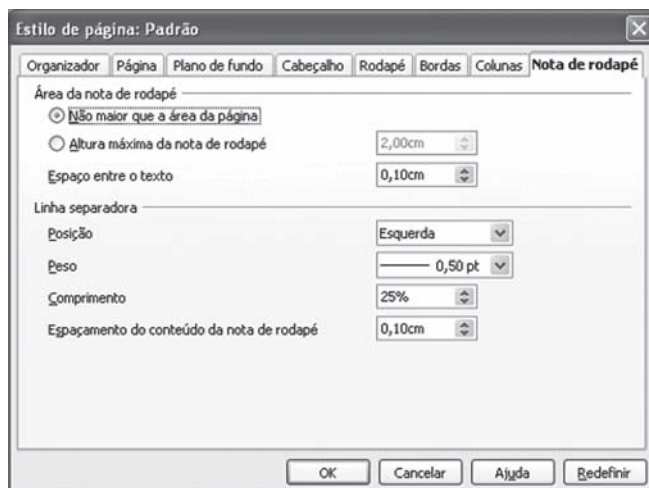 Estilo de página: Padrão
Organizador Página Plano de fundo Cabeçalho Rodapé Bordas Colunas Nota de rodapé
Área da nota de rodapé
Não maior que a área da página
Altura máxima da nota de rodapé 2,00cm
Espaço entre o texto 0,10cm
Linha separadora
Posição Esquerda
Peso 0,50 pt
Comprimento 25%
Espaçamento do conteúdo da nota de rodapé 0,10cm
OK Cancelar Ajuda Redefinir